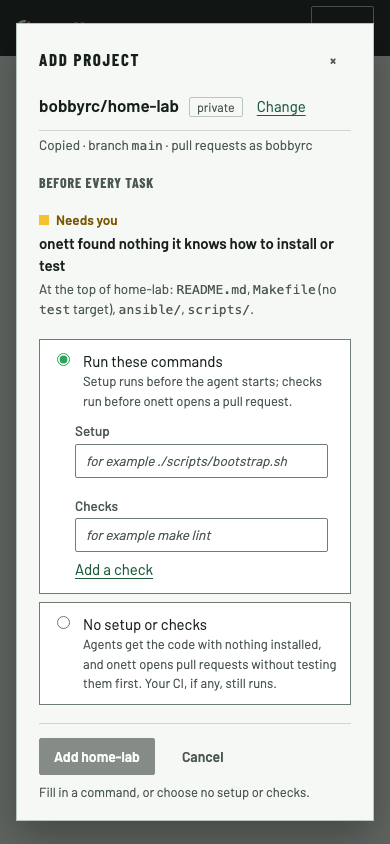 ADD PROJECT ×
bobbyrc/home-lab private Change
Copied · branch main · pull requests as bobbyrc
BEFORE EVERY TASK
Needs you
onett found nothing it knows how to install or
test
At the top of home-lab: README.md, Makefile (no
test target), ansible/, scripts/.
Run these commands
Setup runs before the agent starts; checks
run before onett opens a pull request.
Setup
for example ./scripts/bootstrap.sh
Checks
for example make lint
Add a check
No setup or checks
Agents get the code with nothing installed,
and onett opens pull requests without testing
them first. Your CI, if any, still runs.
Add home-lab Cancel
Fill in a command, or choose no setup or checks.